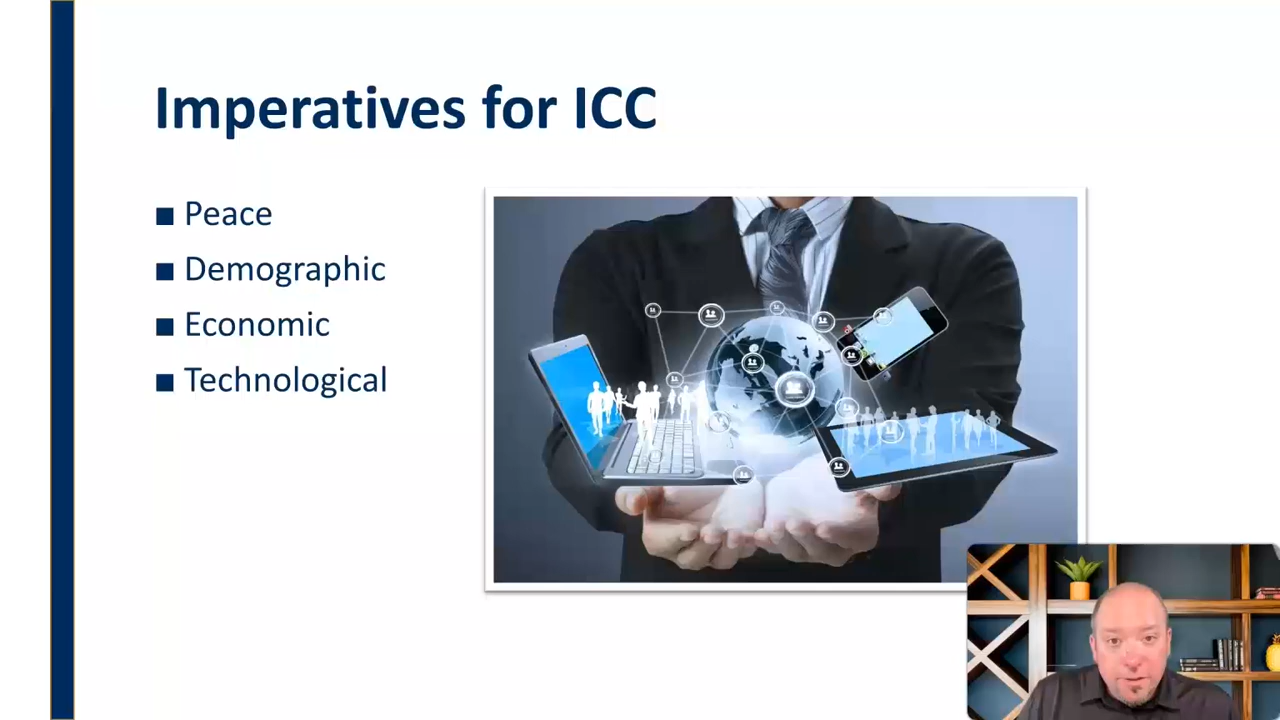 Imperatives for ICC
■ Peace
■ Demographic
■ Economic
■ Technological